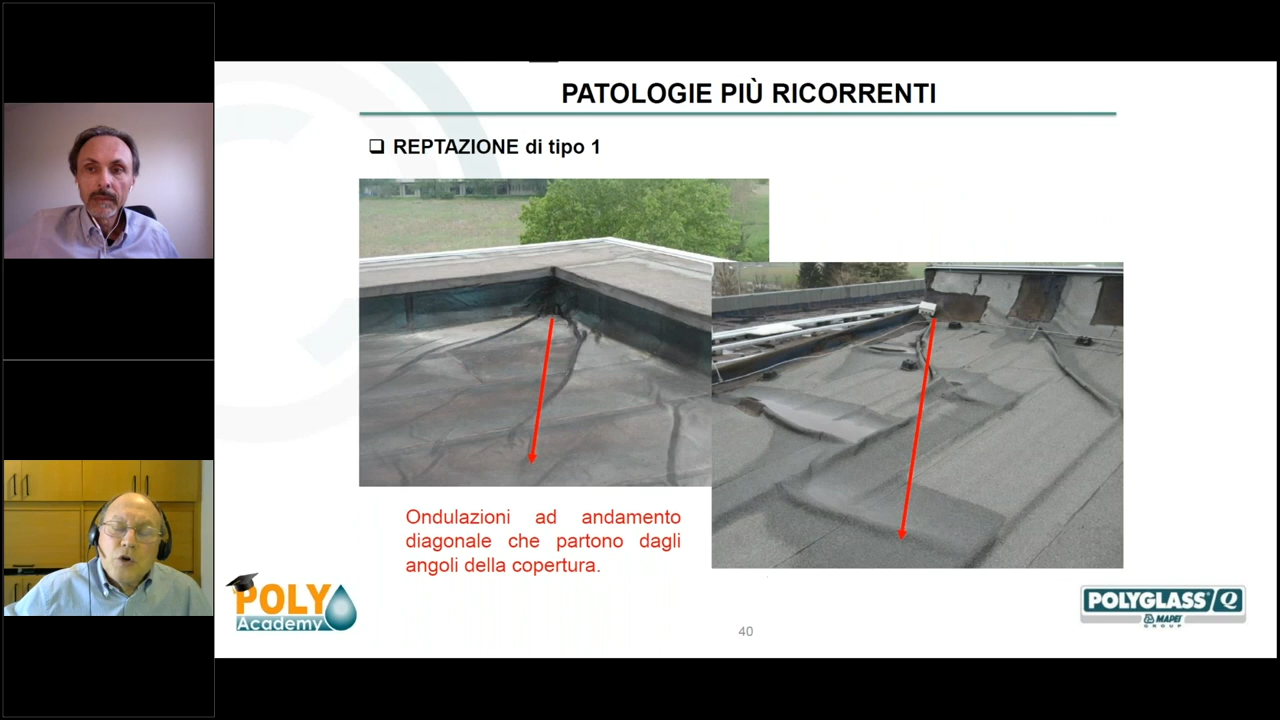 PATOLOGIE PIÙ RICORRENTI
REPTAZIONE di tipo 1
Ondulazioni ad andamento
diagonale che partono dagli
angoli della copertura.
POLY
Academy
POLYGLASS
MAPEI
GROUP
40